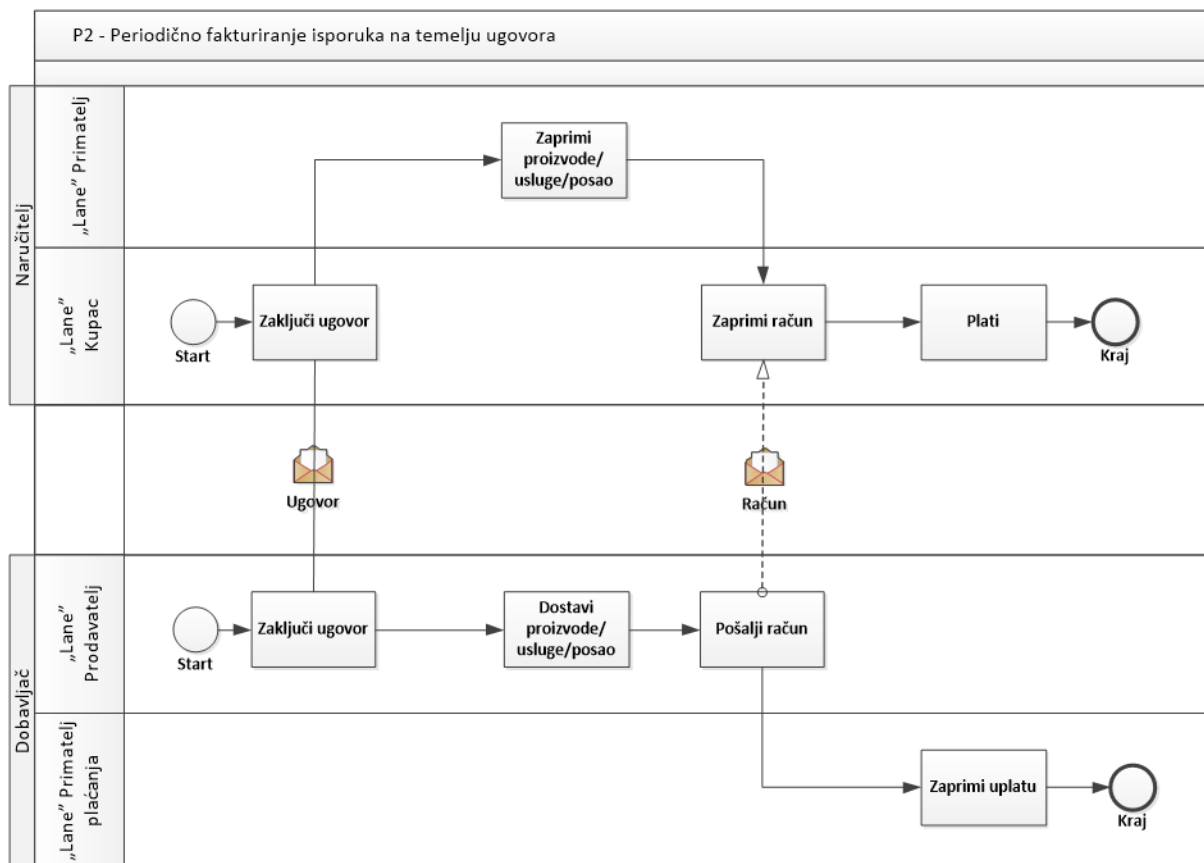 P2 - Periodično fakturiranje isporuka na temelju ugovora
Naručitelj
„Lane” Primatelj
Zaprimi
proizvode/
usluge/posao
„Lane”
Kupac
Start
Zaključi ugovor
Zaprimi račun
Plati
Kraj
Ugovor
Račun
Dobavljač
„Lane”
Prodavatelj
Start
Zaključi ugovor
Dostavi
proizvode/
usluge/posao
Pošalji račun
„Lane” Primatelj
plaćanja
Zaprimi uplatu
Kraj